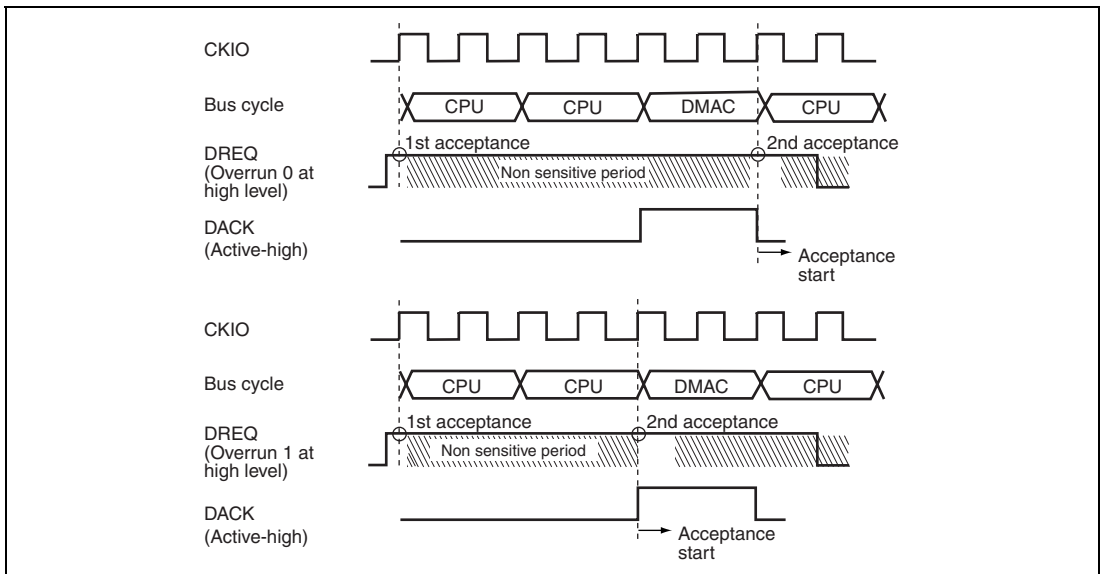 CKIO
Bus cycle
CPU CPU DMAC CPU
1st acceptance 2nd acceptance
DREQ
(Overrun 0 at
high level)
Non sensitive period
DACK
(Active-high)
Acceptance
start
CKIO
Bus cycle
CPU CPU DMAC CPU
1st acceptance 2nd acceptance
DREQ
(Overrun 1 at
high level)
Non sensitive period
DACK
(Active-high)
Acceptance
start